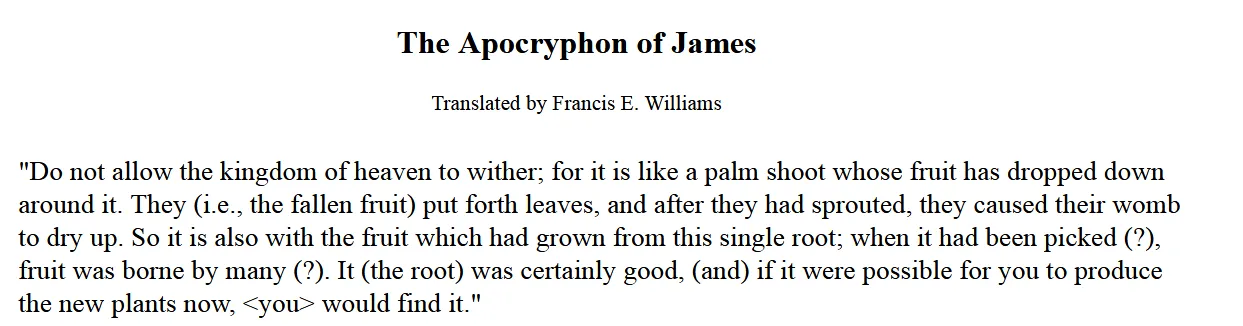 The Apocryphon of James
Translated by Francis E. Williams
"Do not allow the kingdom of heaven to wither; for it is like a palm shoot whose fruit has dropped down
around it. They (i.e., the fallen fruit) put forth leaves, and after they had sprouted, they caused their womb
to dry up. So it is also with the fruit which had grown from this single root; when it had been picked (?),
fruit was borne by many (?). It (the root) was certainly good, (and) if it were possible for you to produce
the new plants now, <you> would find it."